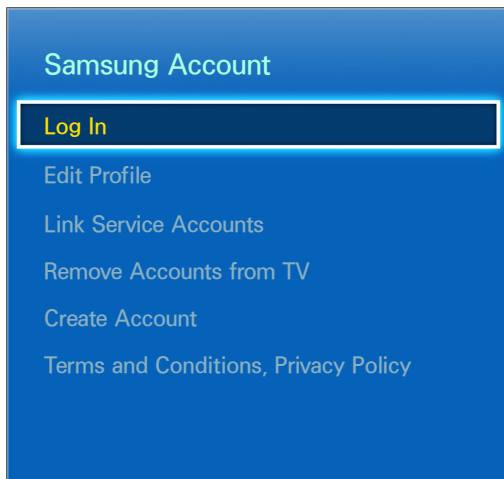 Samsung Account
Log In
Edit Profile
Link Service Accounts
Remove Accounts from TV
Create Account
Terms and Conditions, Privacy Policy